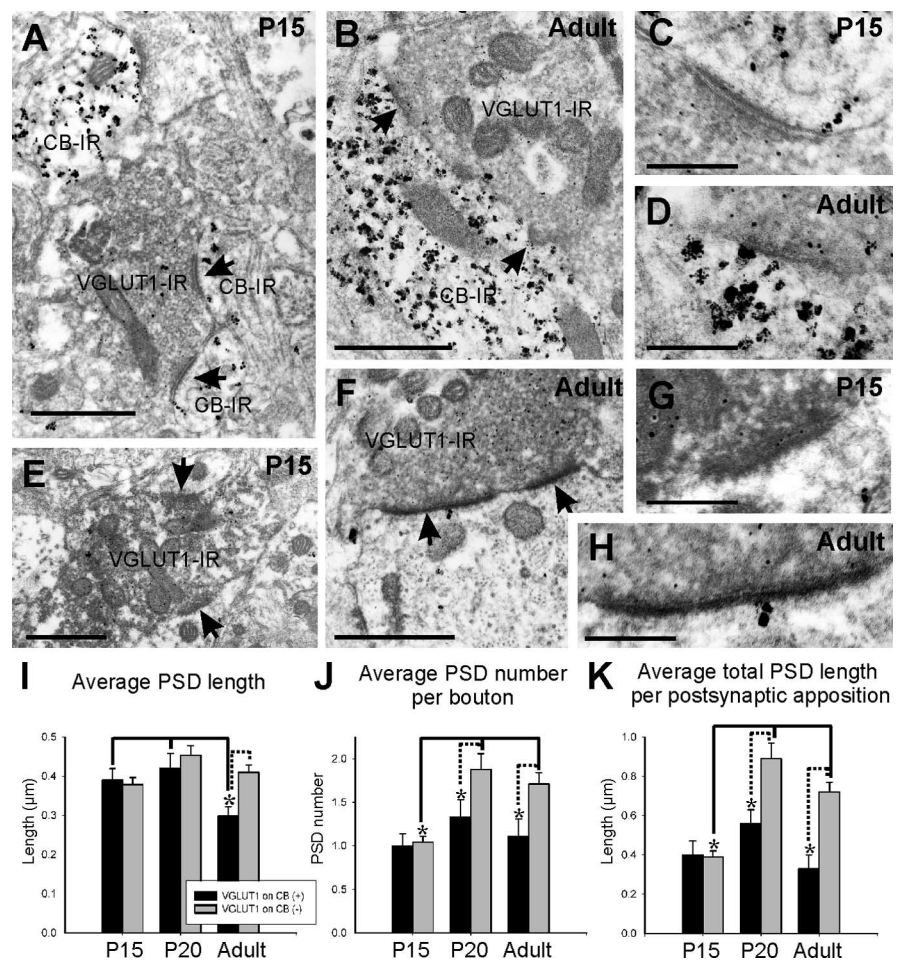 A
P15
CB-IR
VGLUT1-IR
CB-IR
CB-IR
B
Adult
VGLUT1-IR
CB-IR
C
P15
D
Adult
E
P15
VGLUT1-IR
F
Adult
VGLUT1-IR
G
P15
H
Adult
I
Average PSD length
Length (µm)
0.5
0.4
0.3
0.2
0.1
0.0
VGLUT1 on CB (+)
VGLUT1 on CB (-)
*
P15 P20 Adult
J
Average PSD number
per bouton
PSD number
2.0
1.5
1.0
0.5
0.0
* * *
P15 P20 Adult
K
Average total PSD length
per postsynaptic apposition
Length (µm)
1.0
0.8
0.6
0.4
0.2
0.0
* * *
P15 P20 Adult